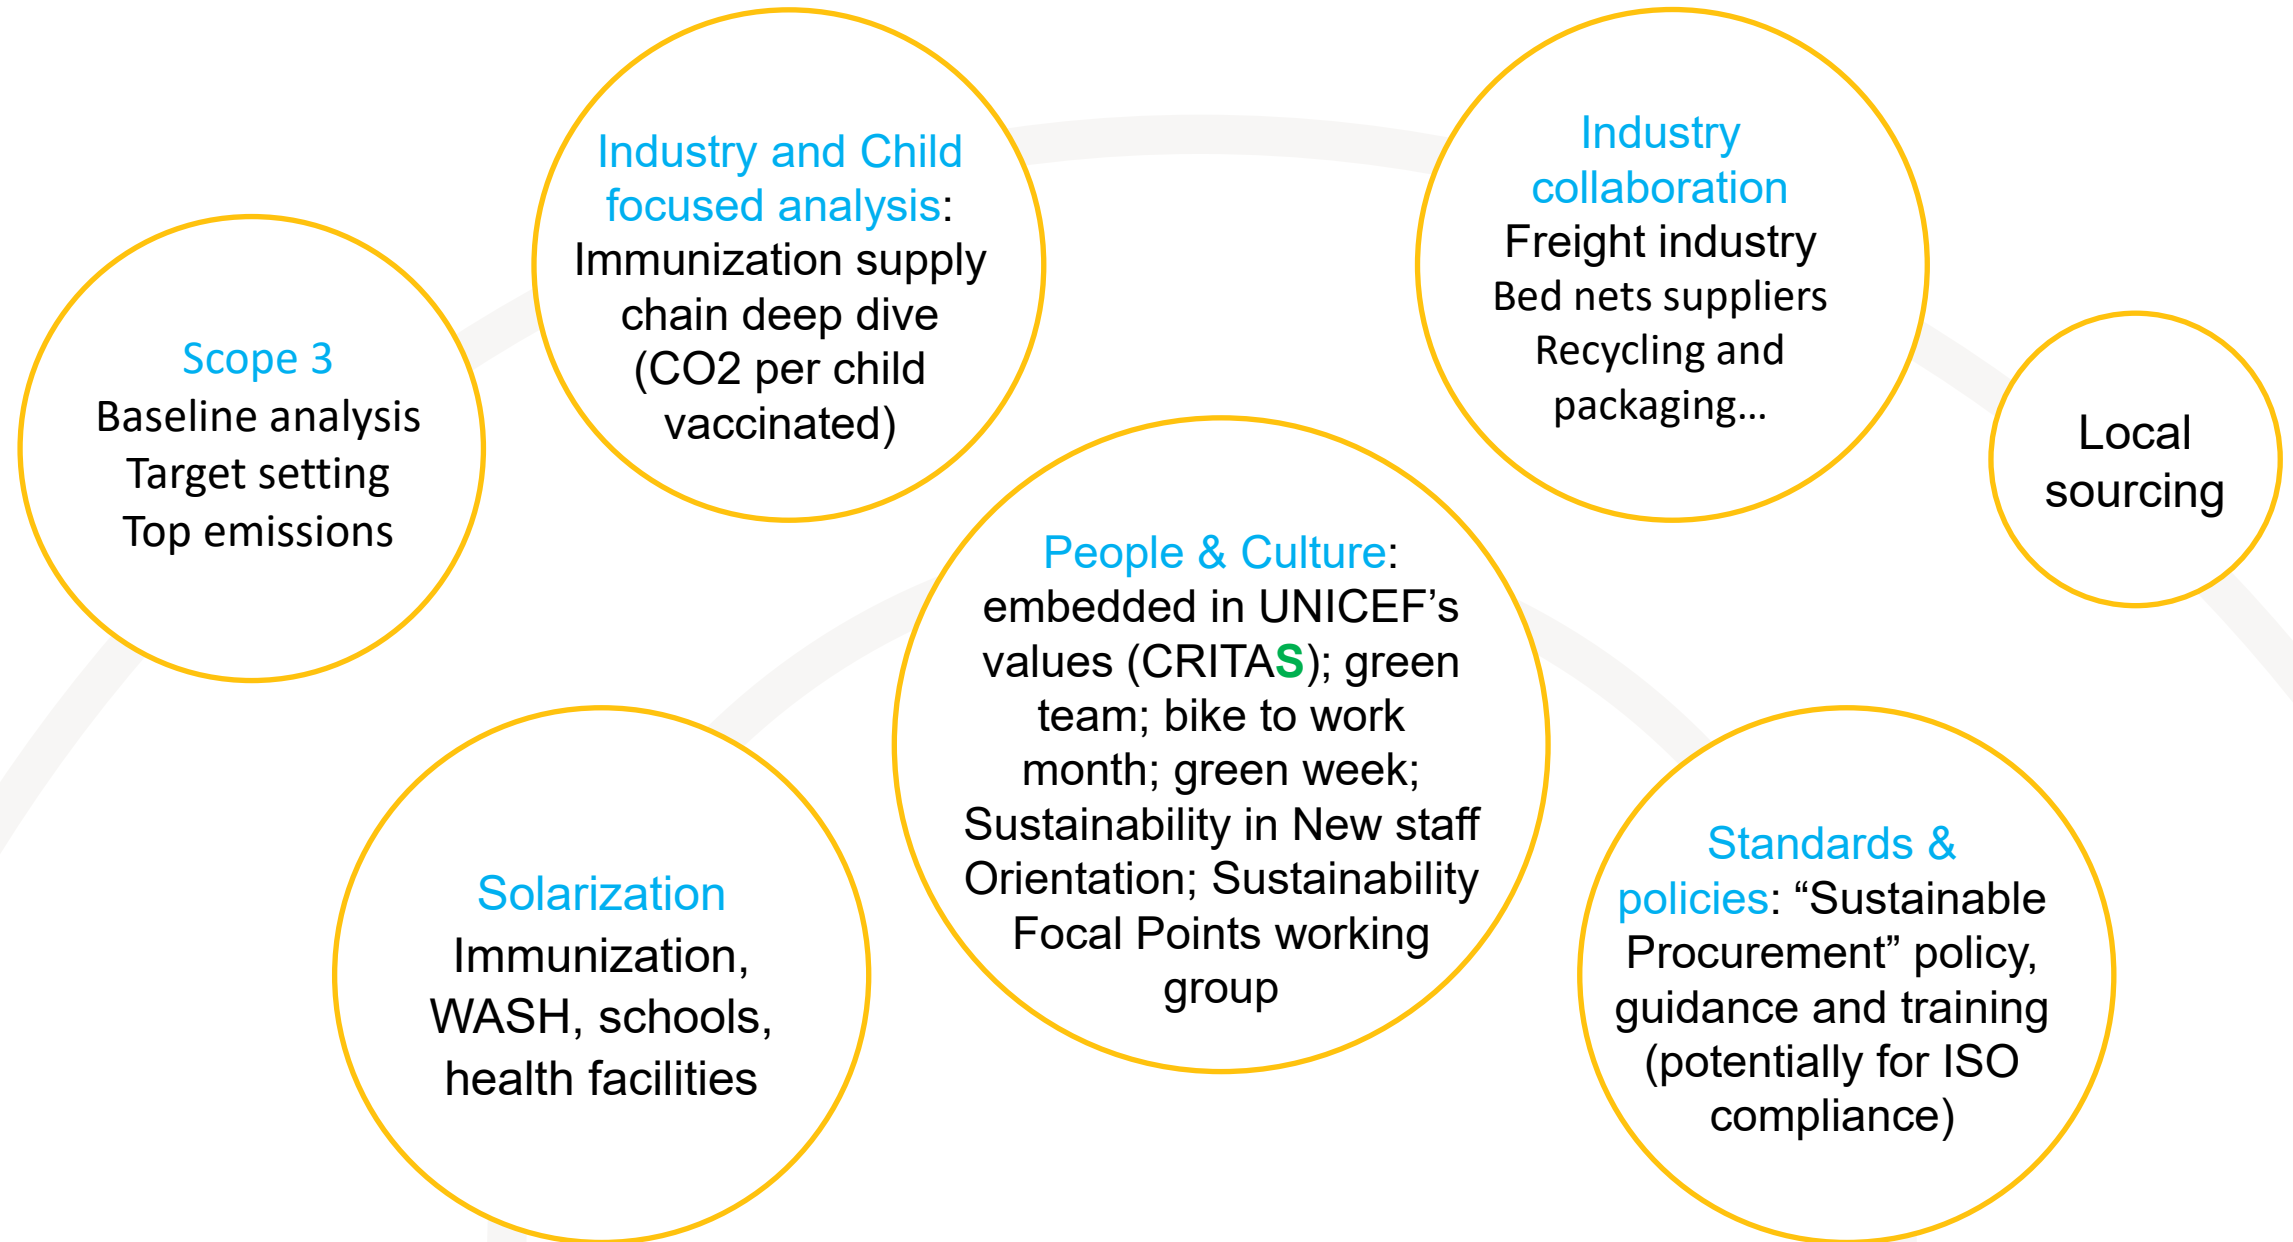 Scope 3
Baseline analysis
Target setting
Top emissions
Industry and Child
focused analysis:
Immunization supply
chain deep dive
(CO2 per child
vaccinated)
Industry
collaboration
Freight industry
Bed nets suppliers
Recycling and
packaging...
Local
sourcing
Solarization
Immunization,
WASH, schools,
health facilities
People & Culture:
embedded in UNICEF’s
values (CRITAS); green
team; bike to work
month; green week;
Sustainability in New staff
Orientation; Sustainability
Focal Points working
group
Standards &
policies: “Sustainable
Procurement” policy,
guidance and training
(potentially for ISO
compliance)